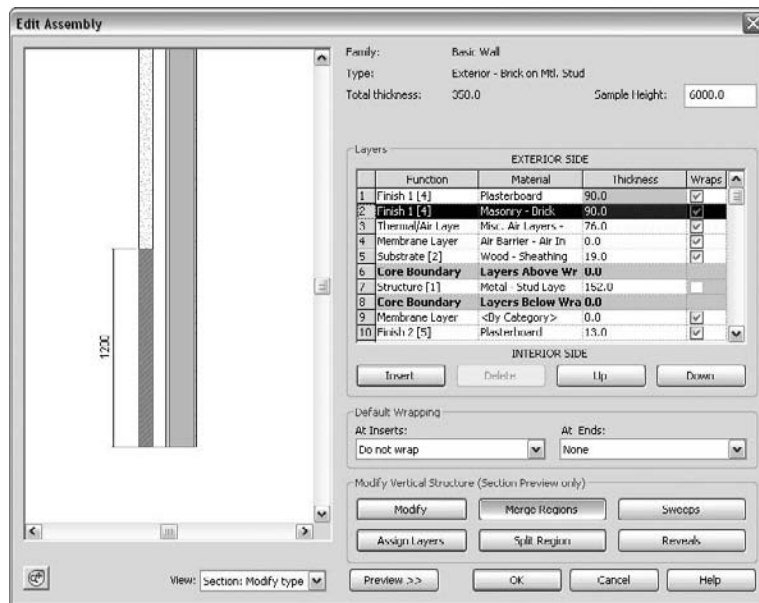 Edit Assembly
Family: Basic Wall
Type: Exterior - Brick on Mtl. Stud
Total thickness: 350.0 Sample Height: 6000.0
Layers
EXTERIOR SIDE
Function Material Thickness Wraps
1 Finish 1 [4] Plasterboard 90.0
2 Finish 1 [4] Masonry - Brick 90.0
3 Thermal/Air Laye Misc. Air Layers - 76.0
4 Membrane Layer Air Barrier - Air In 0.0
5 Substrate [2] Wood - Sheathing 19.0
6 Core Boundary Layers Above Wr 0.0
7 Structure [1] Metal - Stud Laye 152.0
8 Core Boundary Layers Below Wra 0.0
9 Membrane Layer <By Category> 0.0
10 Finish 2 [5] Plasterboard 13.0
INTERIOR SIDE
Insert Delete Up Down
1200
Default Wrapping
At Inserts: At Ends:
Do not wrap None
Modify Vertical Structure (Section Preview only)
Modify Merge Regions Sweeps
Assign Layers Split Region Reveals
View: Section: Modify type Preview >> OK Cancel Help